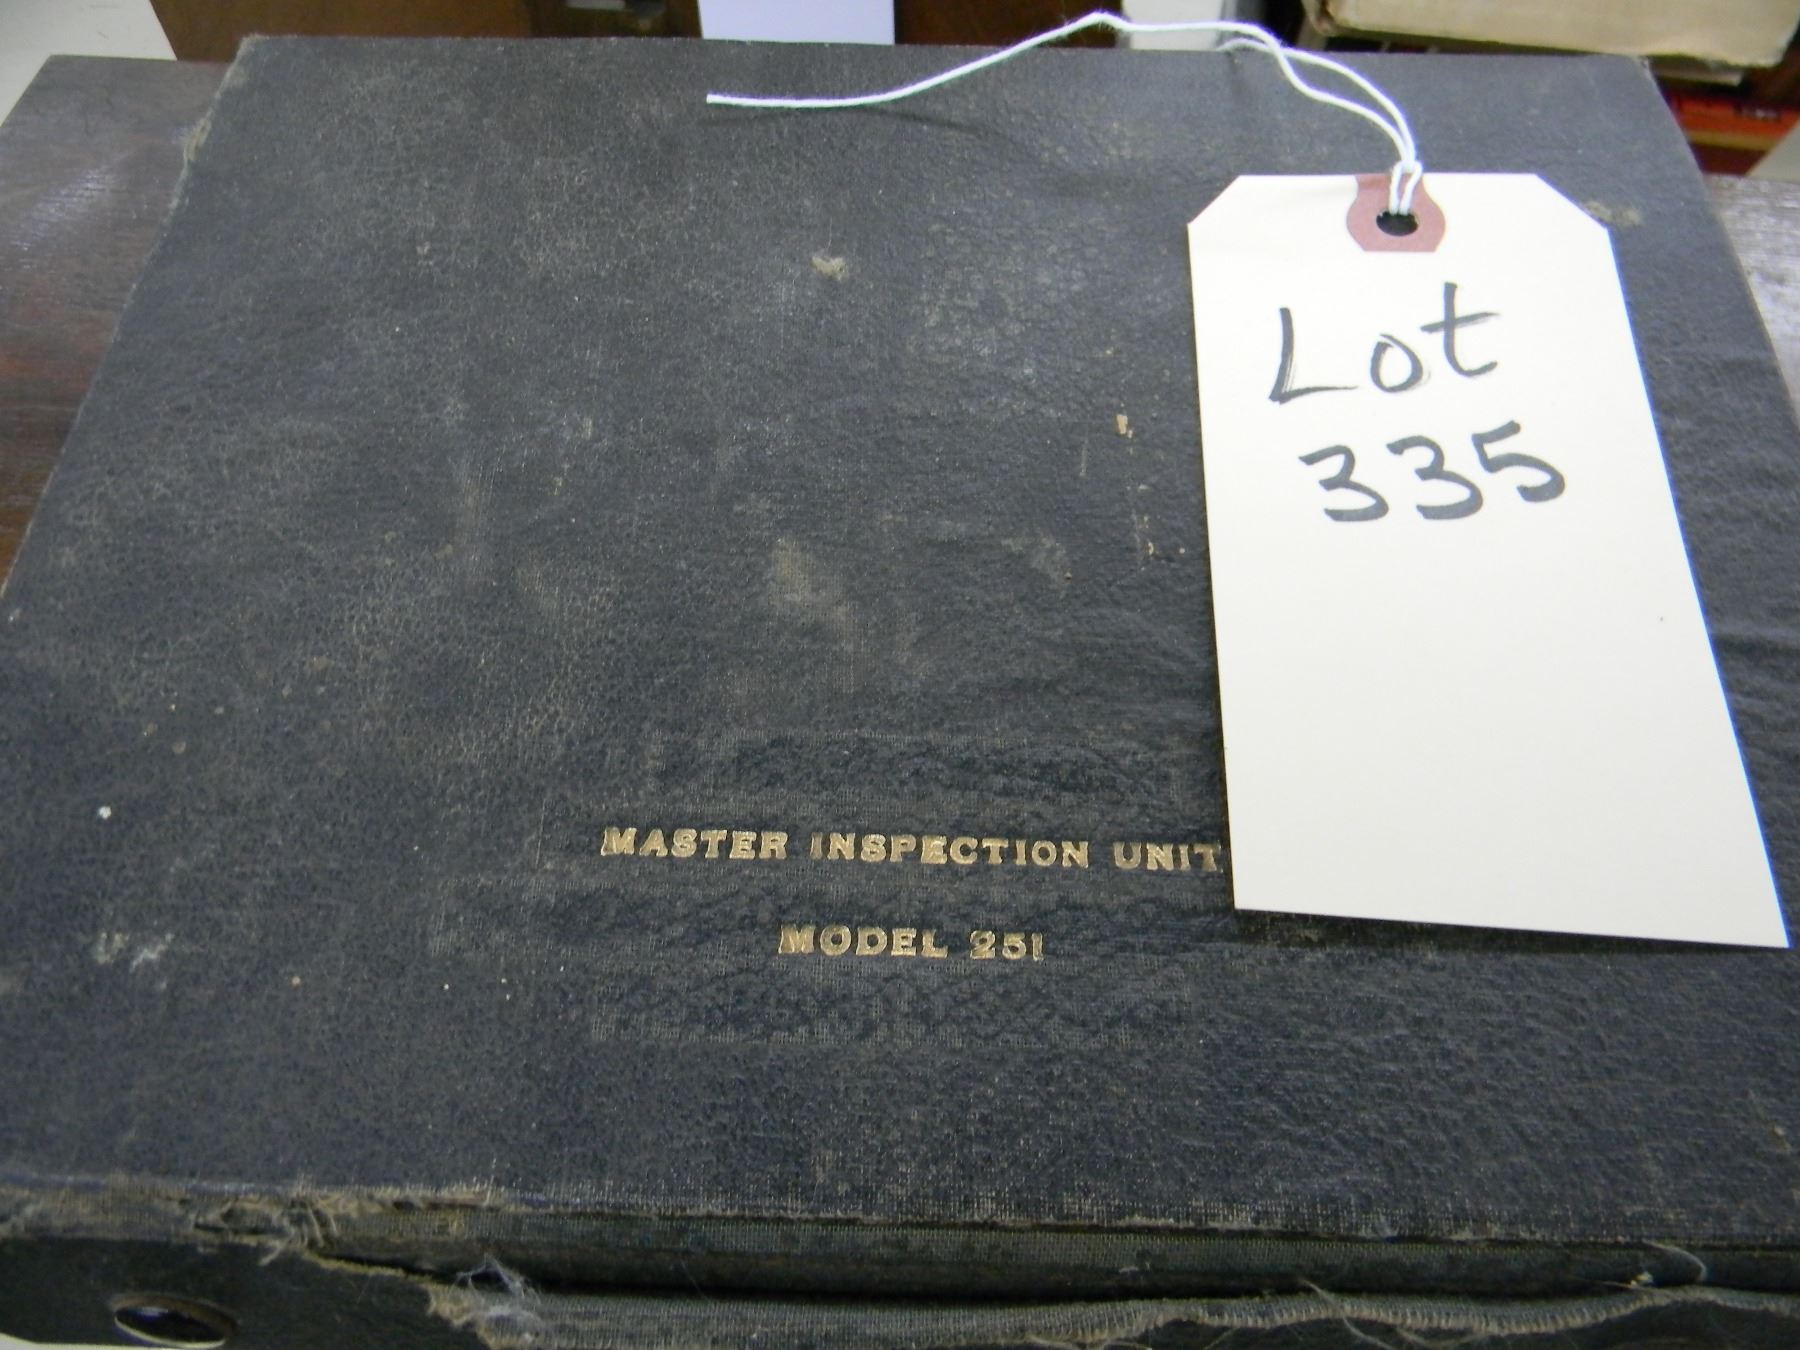 Lot
335
MASTER INSPECTION UNIT
MODEL 251